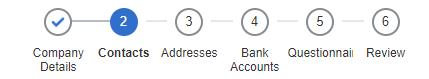 2 3 4 5 6
Company Contacts Addresses Bank Questionnai Review
Details Accounts